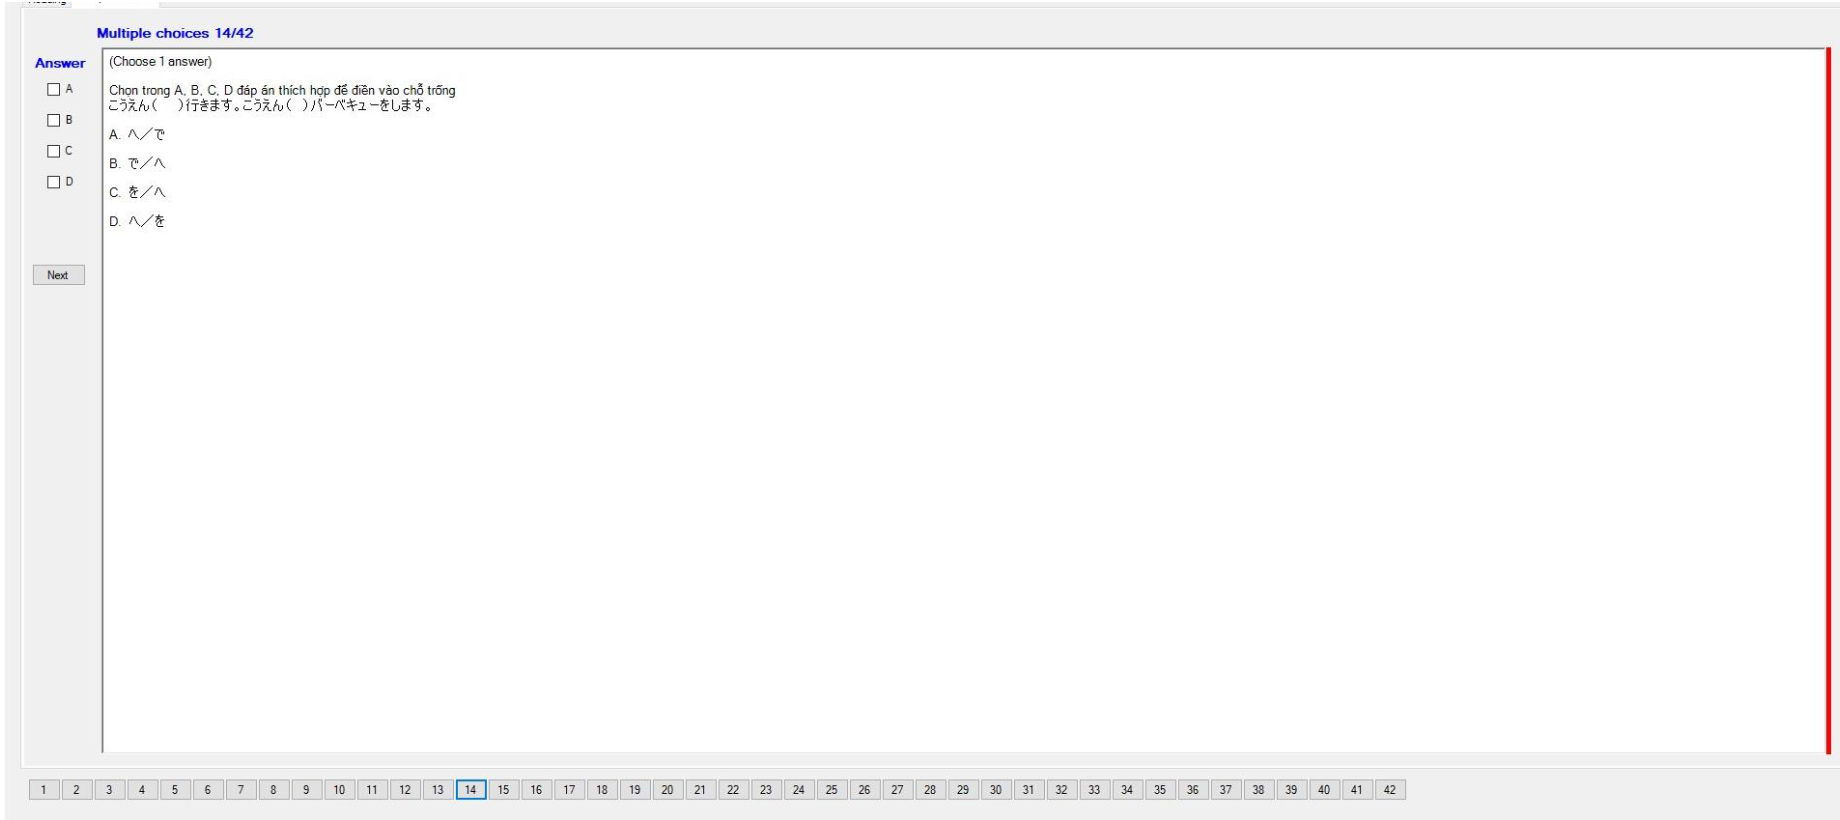 Multiple choices 14/42
Answer
(Choose 1 answer)
A
B
C
D
Chọn trong A, B, C, D đáp án thích hợp để điền vào chỗ trống
こうえん(　)行きます。こうえん(　)バーベキューをします。
A. へ／で
B. で／へ
C. を／へ
D. へ／を
Next
1 2 3 4 5 6 7 8 9 10 11 12 13 14 15 16 17 18 19 20 21 22 23 24 25 26 27 28 29 30 31 32 33 34 35 36 37 38 39 40 41 42